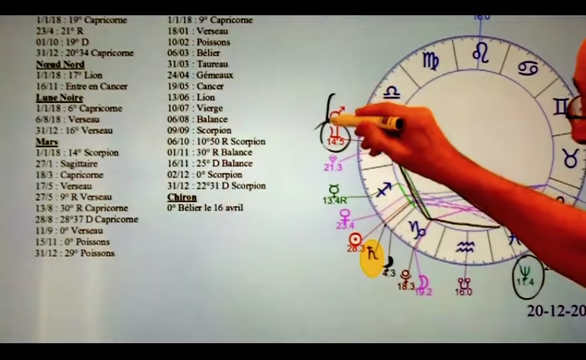 1/1/18 : 19° Capricorne
23/4 : 21° R
01/10 : 19° D
31/12 : 20°34 Capricorne
Nœud Nord
1/1/18 : 17° Lion
16/11 : Entre en Cancer
Lune Noire
1/1/18 : 6° Capricorne
6/8/18 : Verseau
31/12 : 16° Verseau
Mars
1/1/18 : 14° Scorpion
27/1 : Sagittaire
18/3 : Capricorne
17/5 : Verseau
27/5 : 9° R Verseau
13/8 : 30° R Capricorne
28/8 : 28°37 D Capricorne
11/9 : 0° Verseau
15/11 : 0° Poissons
31/12 : 29° Poissons
1/1/18 : 9° Capricorne
18/01 : Verseau
10/02 : Poissons
06/03 : Bélier
31/03 : Taureau
24/04 : Gémeaux
19/05 : Cancer
13/06 : Lion
10/07 : Vierge
06/08 : Balance
09/09 : Scorpion
06/10 : 10°50 R Scorpion
01/11 : 30° R Balance
16/11 : 25° D Balance
02/12 : 0° Scorpion
31/12 : 22°31 D Scorpion
Chiron
0° Bélier le 16 avril
16.0
14.5
21.3
13.4R
23.4
28.3
4.3
18.3
19.2
16.0
11.4
20-12-20